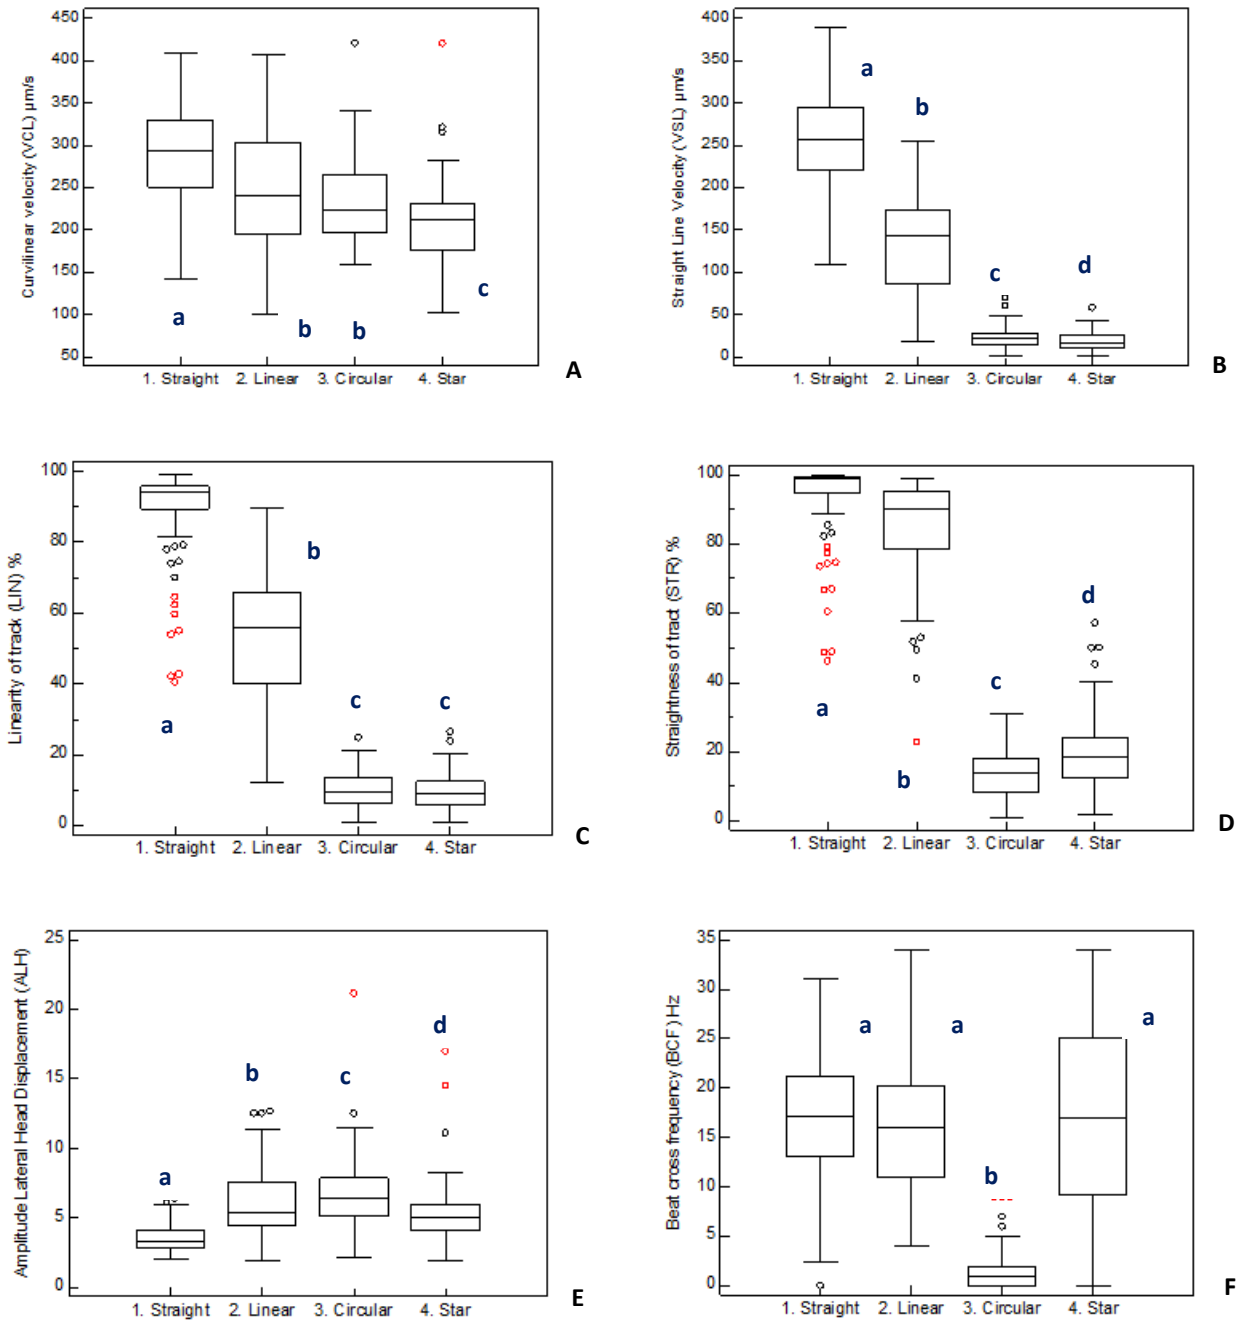 Curvilinear velocity (VCL) µm/s
450
400
350
300
250
200
150
100
50
a
b
b
c
1. Straight
2. Linear
3. Circular
4. Star
A
Straight Line Velocity (VSL) µm/s
400
350
300
250
200
150
100
50
0
a
b
c
d
1. Straight
2. Linear
3. Circular
4. Star
B
Linearity of track (LIN) %
100
80
60
40
20
0
a
b
c
c
1. Straight
2. Linear
3. Circular
4. Star
C
Straightness of tract (STR) %
100
80
60
40
20
0
a
b
c
d
1. Straight
2. Linear
3. Circular
4. Star
D
Amplitude Lateral Head Displacement (ALH)
25
20
15
10
5
0
a
b
c
d
1. Straight
2. Linear
3. Circular
4. Star
E
Beat cross frequency (BCF) Hz
35
30
25
20
15
10
5
0
a
a
b
a
1. Straight
2. Linear
3. Circular
4. Star
F